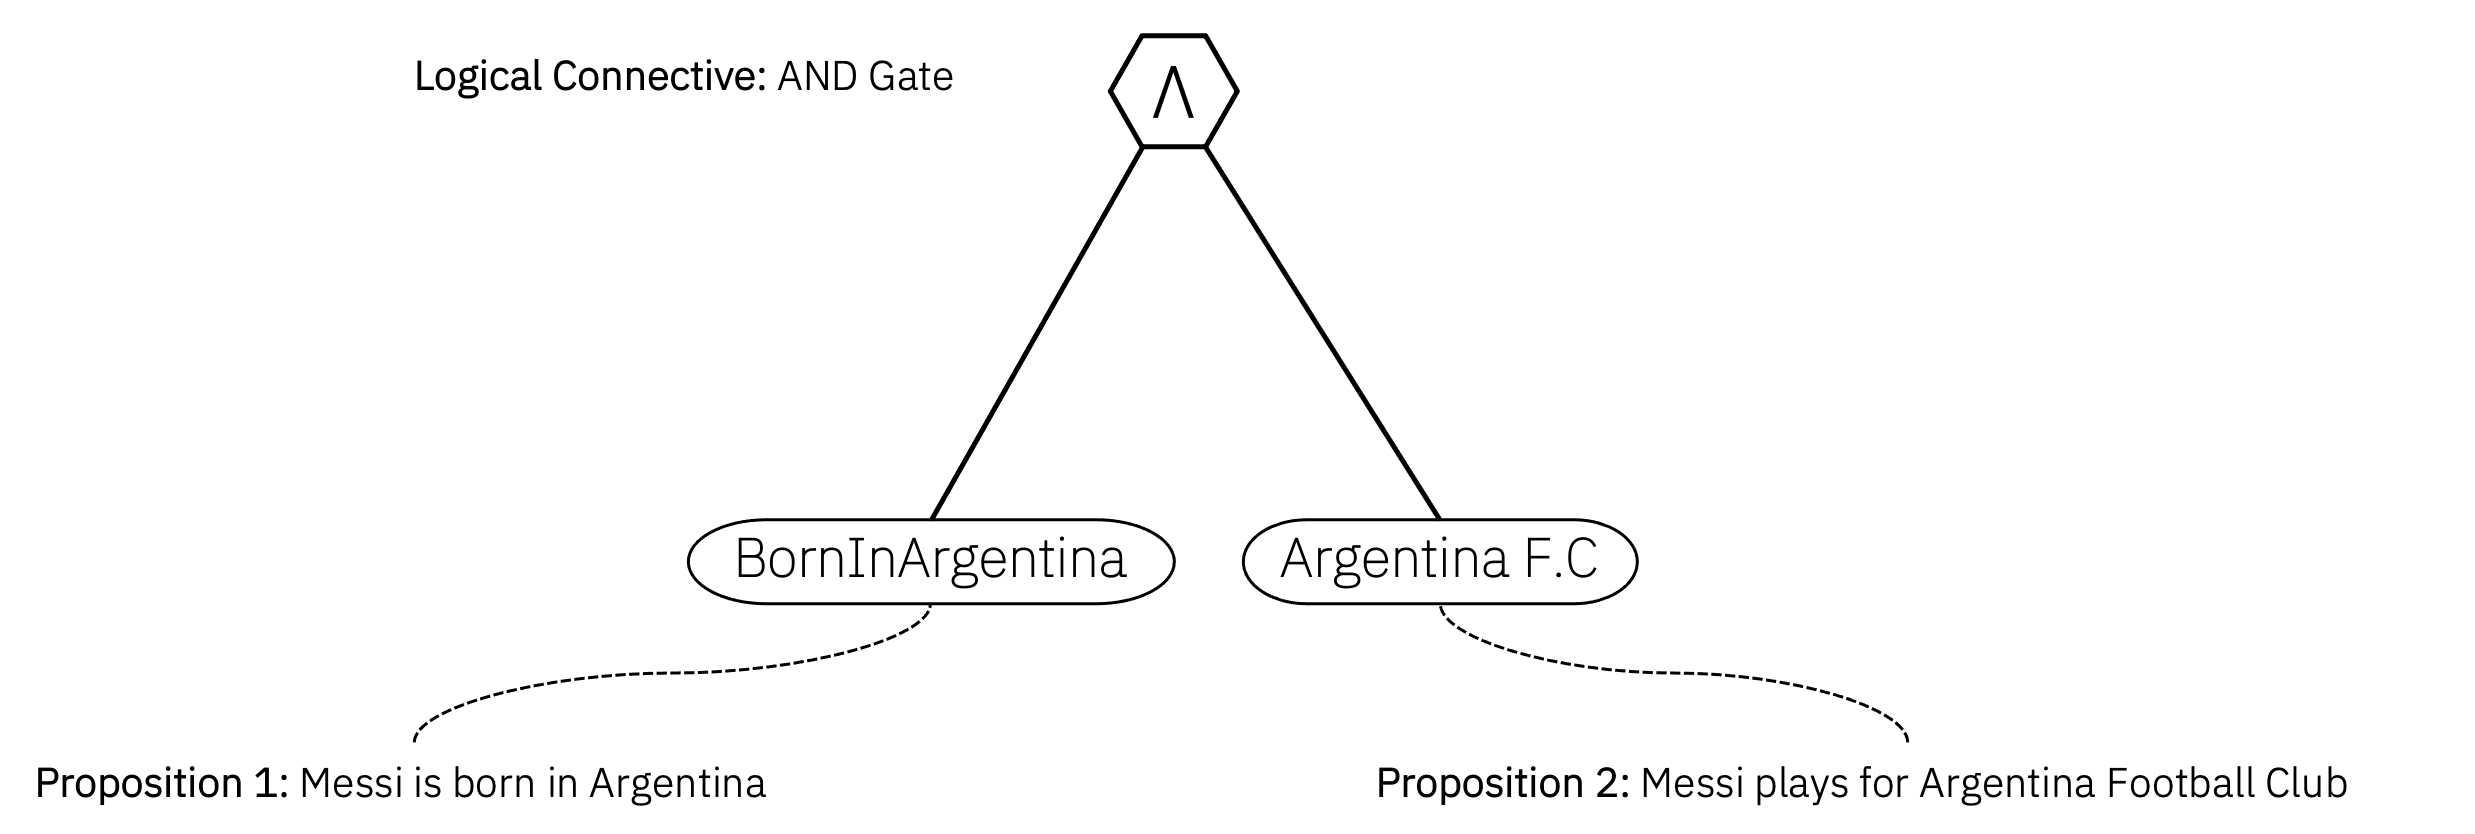 Logical Connective: AND Gate
Λ
BornInArgentina
Argentina F.C
Proposition 1: Messi is born in Argentina
Proposition 2: Messi plays for Argentina Football Club